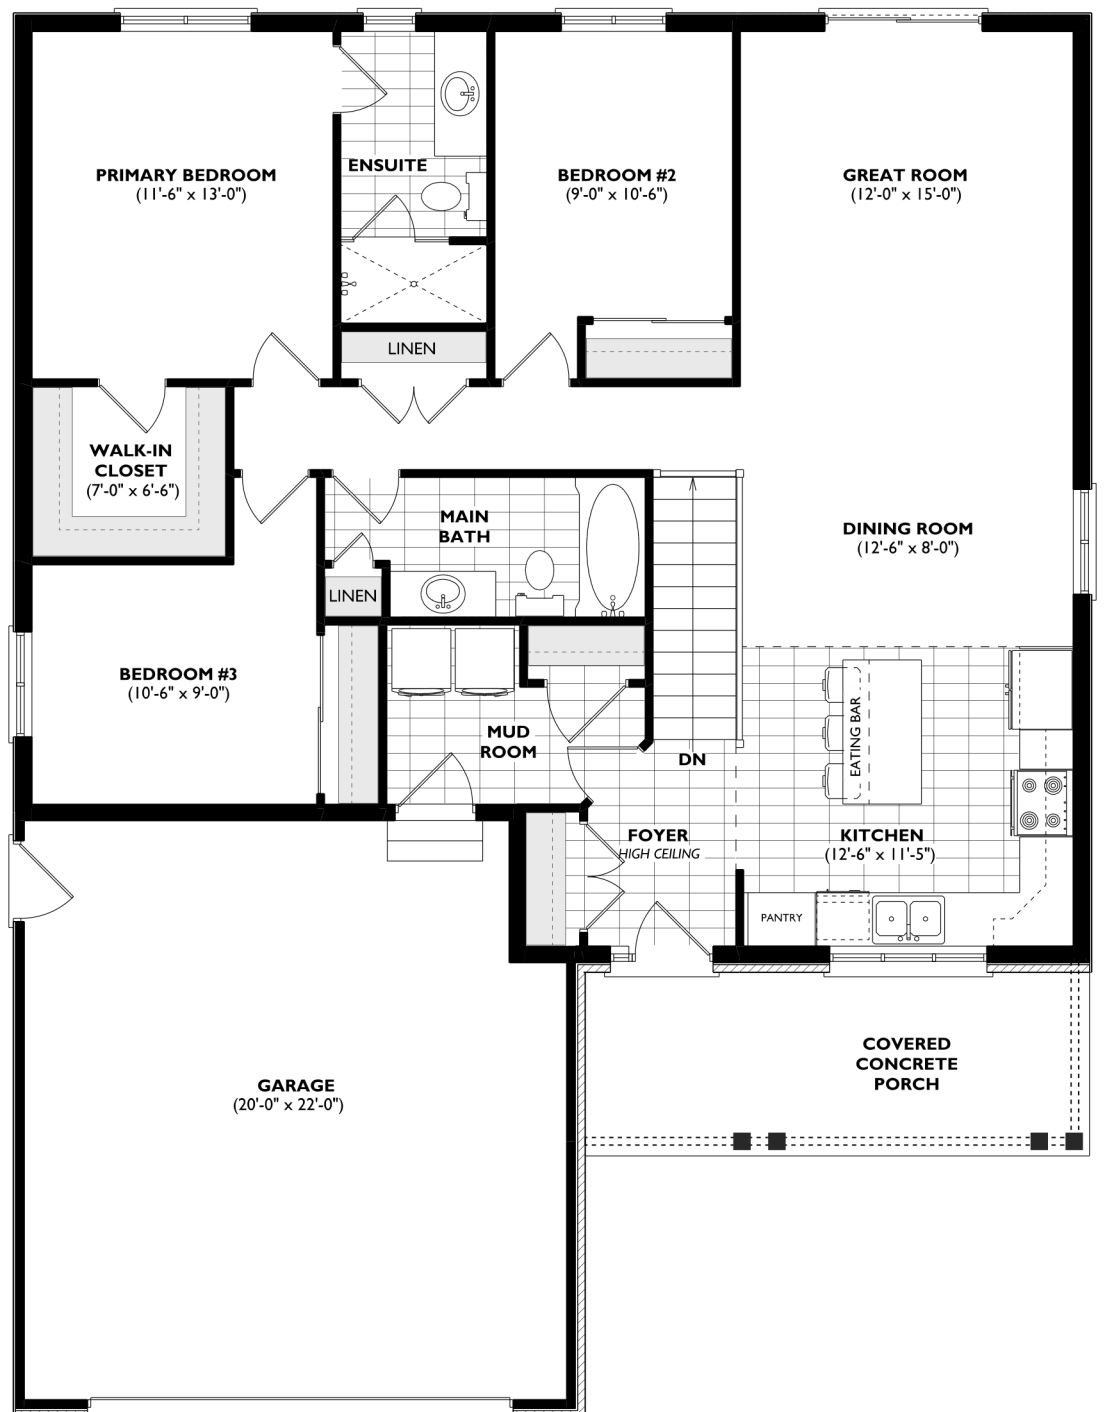 PRIMARY BEDROOM
(11'-6" x 13'-0")
ENSUITE
BEDROOM #2
(9'-0" x 10'-6")
GREAT ROOM
(12'-0" x 15'-0")
LINEN
WALK-IN
CLOSET
(7'-0" x 6'-6")
MAIN
BATH
DINING ROOM
(12'-6" x 8'-0")
LINEN
BEDROOM #3
(10'-6" x 9'-0")
MUD
ROOM
DN
EATING BAR
FOYER
HIGH CEILING
KITCHEN
(12'-6" x 11'-5")
PANTRY
COVERED
CONCRETE
PORCH
GARAGE
(20'-0" x 22'-0")